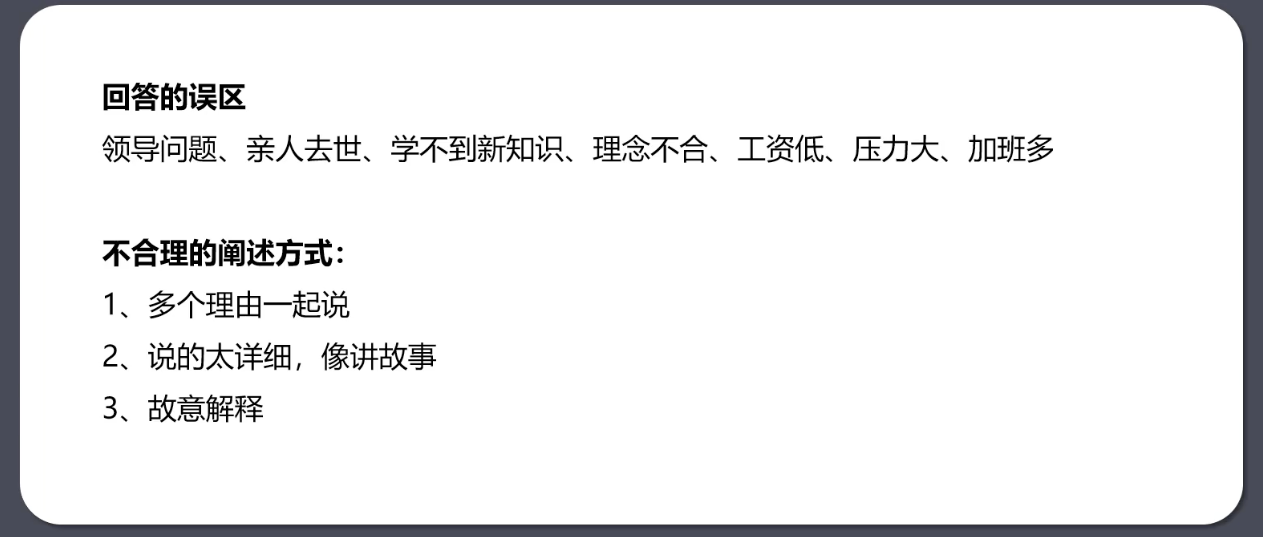 回答的误区
领导问题、亲人去世、学不到新知识、理念不合、工资低、压力大、加班多
不合理的阐述方式：
1、多个理由一起说
2、说的太详细，像讲故事
3、故意解释